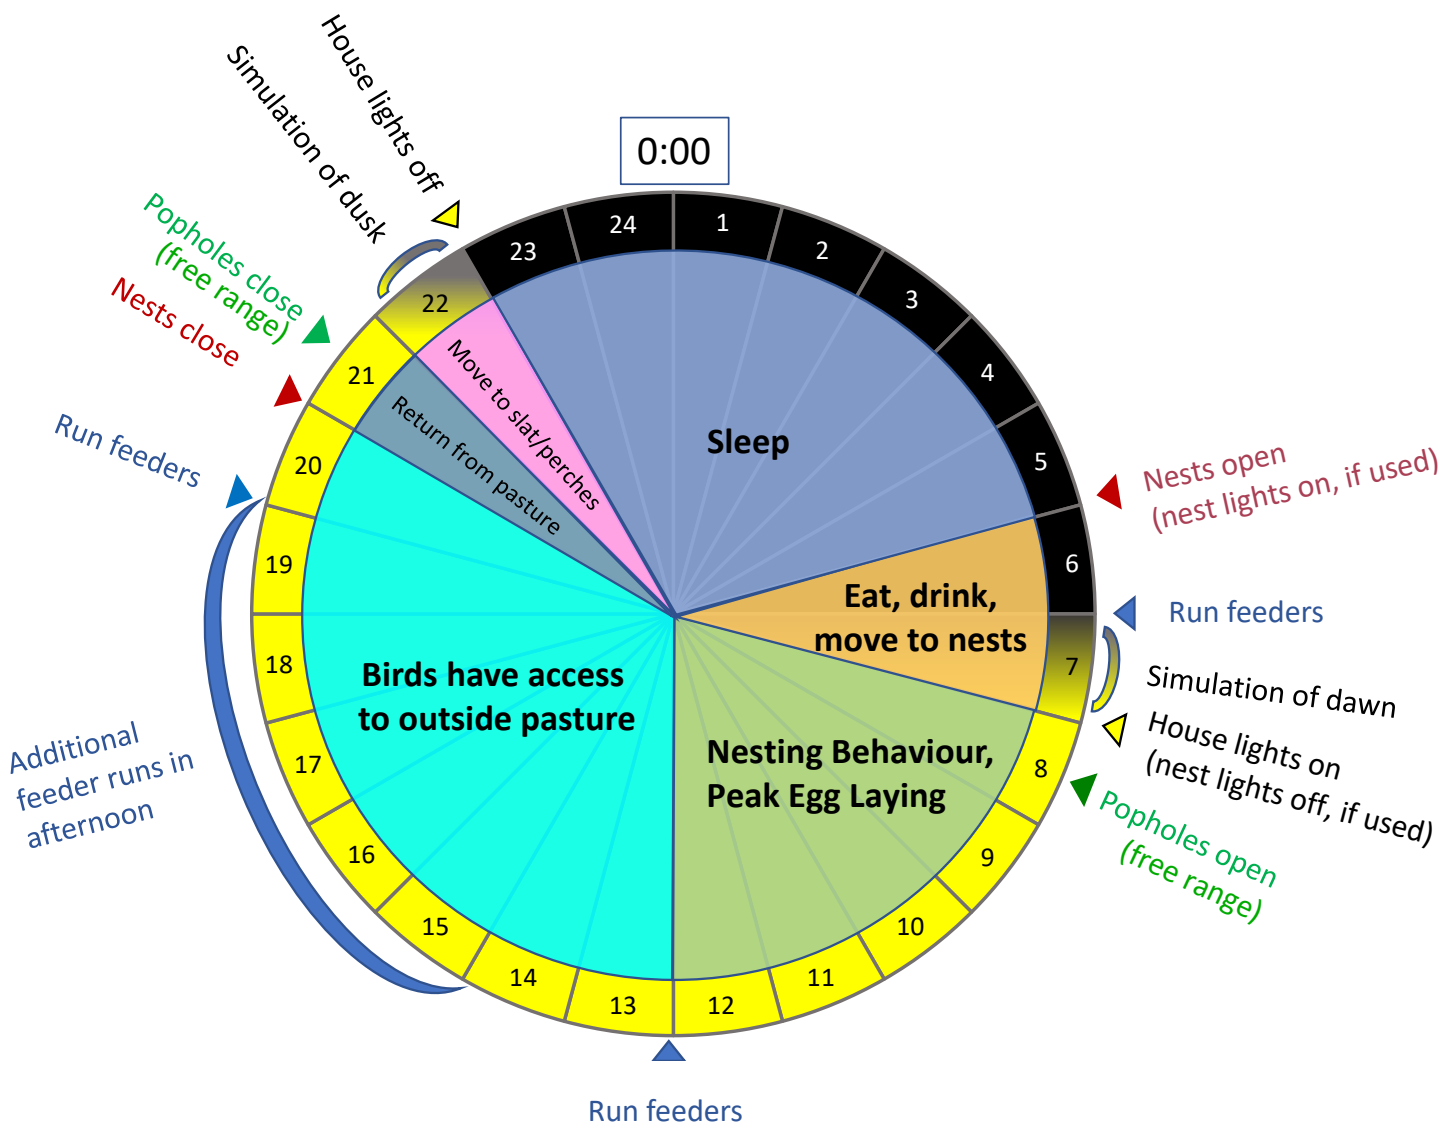 0:00
House lights off
Simulation of dusk
Popholes close
(free range)
Nests close
Run feeders
Additional
feeder runs in
afternoon
Run feeders
Popholes open
(free range)
House lights on
(nest lights off, if used)
Simulation of dawn
Run feeders
Nests open
(nest lights on, if used)
1
2
3
4
5
6
7
8
9
10
11
12
13
14
15
16
17
18
19
20
21
22
23
24
Sleep
Eat, drink,
move to nests
Nesting Behaviour,
Peak Egg Laying
Birds have access
to outside pasture
Return from pasture
Move to slat/perches